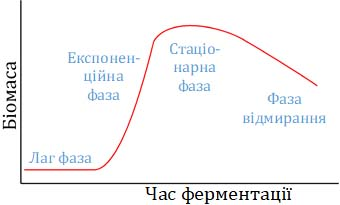 Біомаса
Експонен-
ційна
фаза
Стаціо-
нарна
фаза
Фаза
відмирання
Лаг фаза
Час ферментації